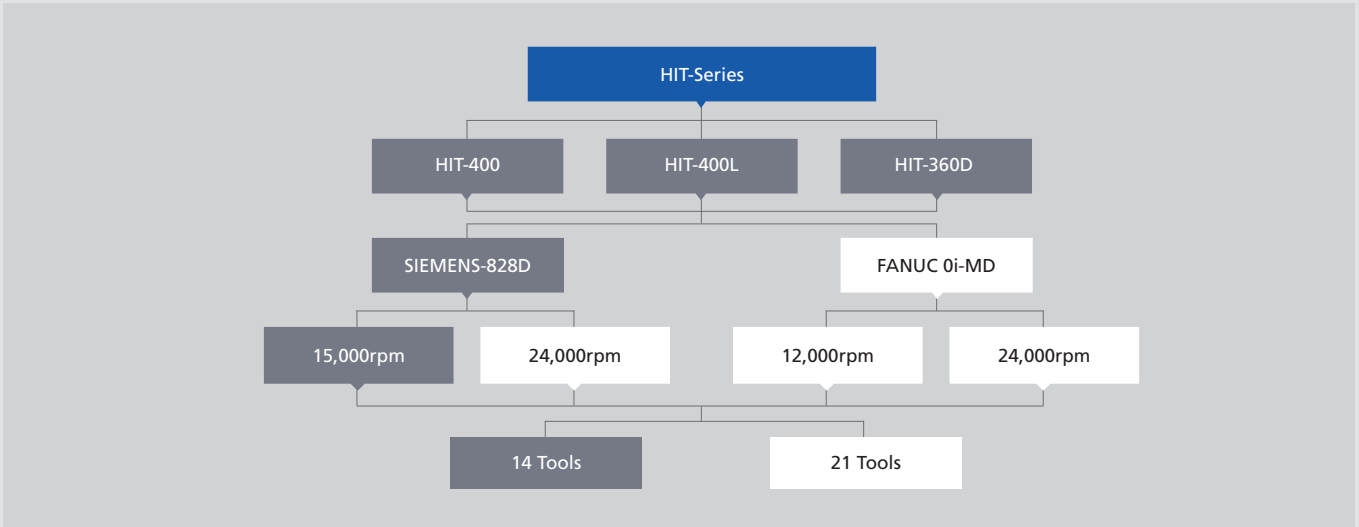 HIT-Series
HIT-400
HIT-400L
HIT-360D
SIEMENS-828D
FANUC 0i-MD
15,000rpm
24,000rpm
12,000rpm
24,000rpm
14 Tools
21 Tools